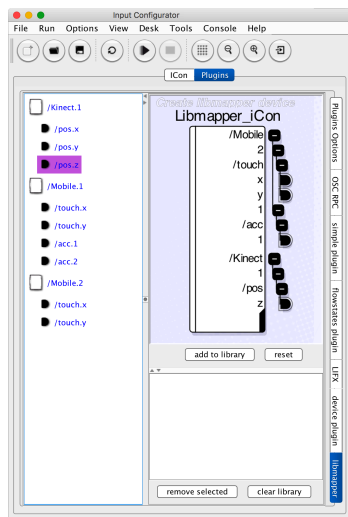 Input Configurator
File Run Options View Desk Tools Console Help
ICon Plugins
/Kinect.1
/pos.x
/pos.y
/pos.z
/Mobile.1
/touch.x
/touch.y
/acc.1
/acc.2
/Mobile.2
/touch.x
/touch.y
Create libmapper device
Libmapper_iCon
/Mobile
2
/touch
x
y
1
/acc
1
/Kinect
1
/pos
z
add to library reset
remove selected clear library
Plugins Options
OSC RPC
simple plugin
flowstates plugin
LIFX
device plugin
libmapper